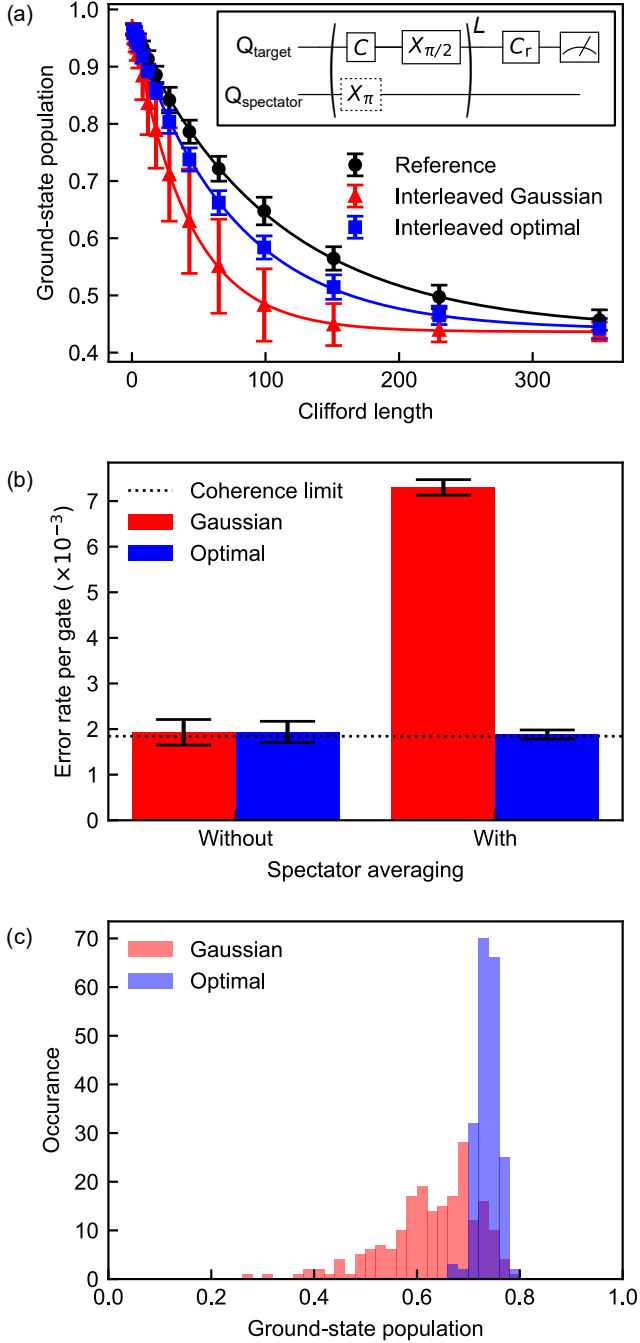 (a)
Q_target C X_π/2 L C_r
Q_spectator X_π
Reference
Interleaved Gaussian
Interleaved optimal
Ground-state population
1.0
0.9
0.8
0.7
0.6
0.5
0.4
0 100 200 300
Clifford length
(b)
Coherence limit
Gaussian
Optimal
Error rate per gate (×10⁻³)
7
6
5
4
3
2
1
0
Without With
Spectator averaging
(c)
Gaussian
Optimal
Occurance
70
60
50
40
30
20
10
0
0.0 0.2 0.4 0.6 0.8 1.0
Ground-state population